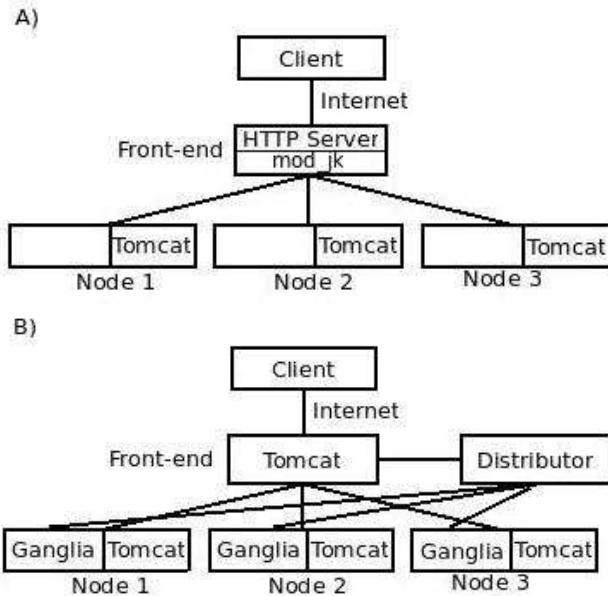 A)
Client
Internet
Front-end
HTTP Server
mod_jk
Tomcat
Tomcat
Tomcat
Node 1
Node 2
Node 3
B)
Client
Internet
Front-end
Tomcat
Distributor
Ganglia
Tomcat
Ganglia
Tomcat
Ganglia
Tomcat
Node 1
Node 2
Node 3